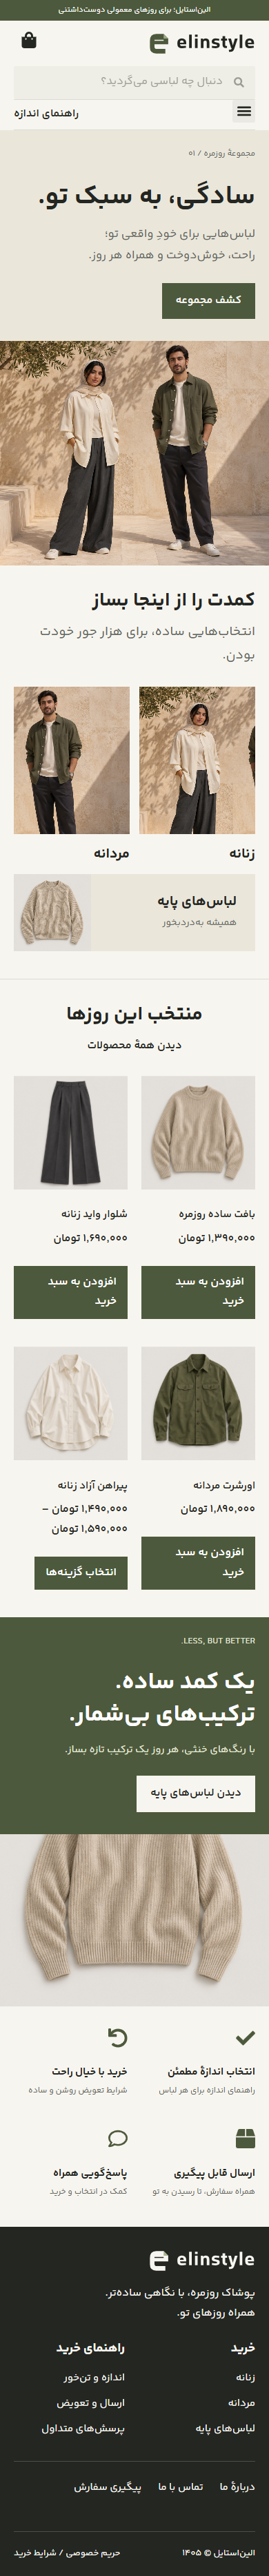 الین‌استایل؛ برای روزهای معمولی دوست‌داشتنی
elinstyle
دنبال چه لباسی می‌گردید؟
راهنمای اندازه
مجموعهٔ روزمره / ۰۱
سادگی، به سبک تو.
لباس‌هایی برای خودِ واقعی تو؛
راحت، خوش‌دوخت و همراه هر روز.
کشف مجموعه
کمدت را از اینجا بساز
انتخاب‌هایی ساده، برای هزار جور خودت
بودن.
زنانه
مردانه
لباس‌های پایه
همیشه به‌دردبخور
منتخب این روزها
دیدن همهٔ محصولات
بافت ساده روزمره
۱,۳۹۰,۰۰۰ تومان
افزودن به سبد
خرید
شلوار واید زنانه
۱,۶۹۰,۰۰۰ تومان
افزودن به سبد
خرید
اورشرت مردانه
۱,۸۹۰,۰۰۰ تومان
افزودن به سبد
خرید
پیراهن آزاد زنانه
۱,۴۹۰,۰۰۰ تومان –
۱,۵۹۰,۰۰۰ تومان
انتخاب گزینه‌ها
LESS, BUT BETTER.
یک کمد ساده.
ترکیب‌های بی‌شمار.
با رنگ‌های خنثی، هر روز یک ترکیب تازه بساز.
دیدن لباس‌های پایه
انتخاب اندازهٔ مطمئن
راهنمای اندازه برای هر لباس
خرید با خیال راحت
شرایط تعویض روشن و ساده
ارسال قابل پیگیری
همراه سفارش، تا رسیدن به تو
پاسخ‌گویی همراه
کمک در انتخاب و خرید
elinstyle
پوشاک روزمره، با نگاهی ساده‌تر.
همراه روزهای تو.
خرید
زنانه
مردانه
لباس‌های پایه
راهنمای خرید
اندازه و تن‌خور
ارسال و تعویض
پرسش‌های متداول
دربارهٔ ما
تماس با ما
پیگیری سفارش
الین‌استایل © ۱۴۰۵
حریم خصوصی / شرایط خرید